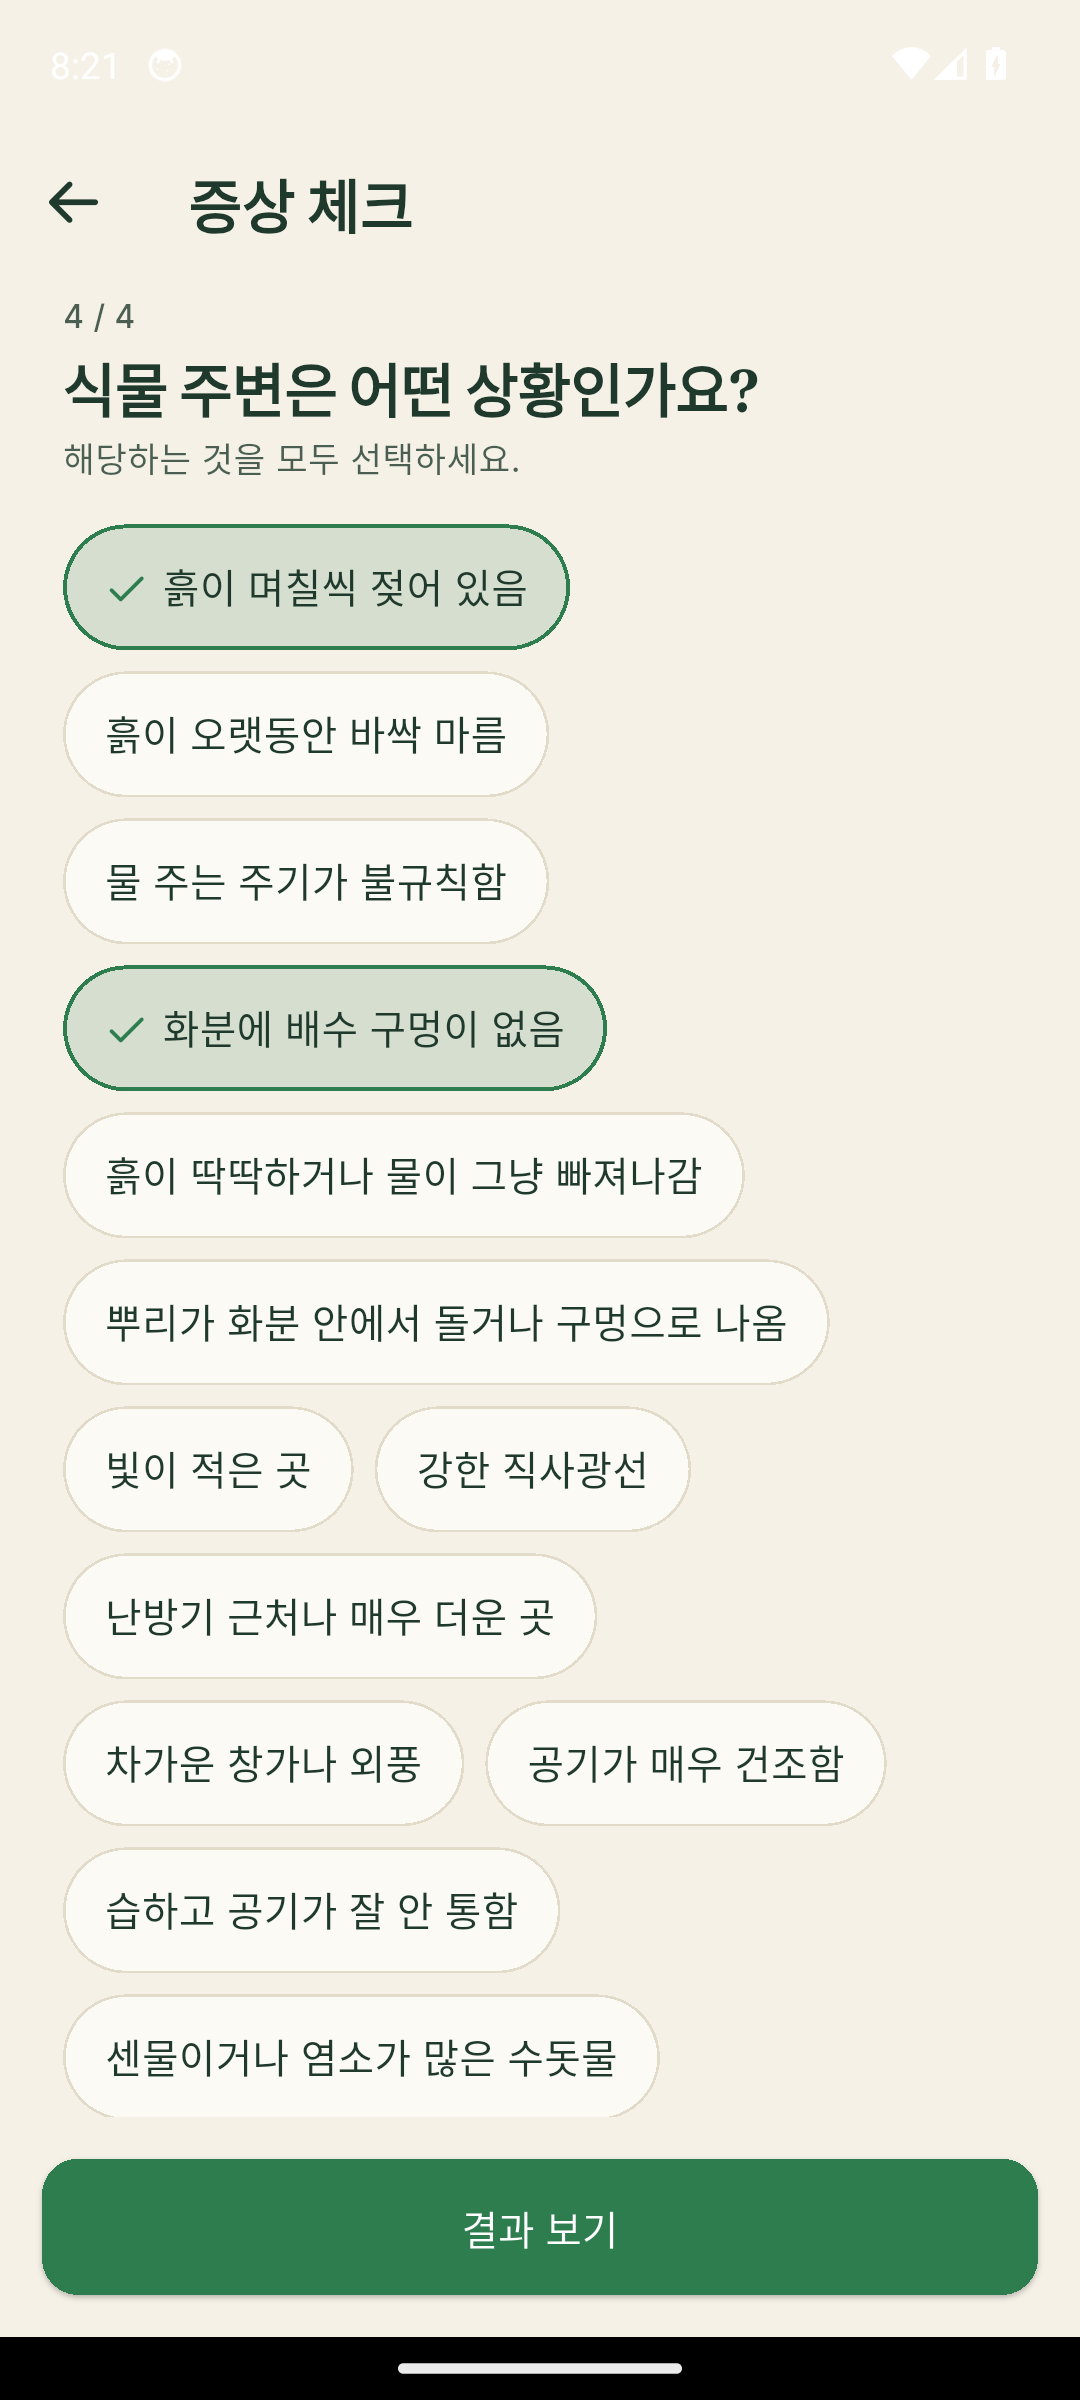 8:21
증상 체크
4 / 4
식물 주변은 어떤 상황인가요?
해당하는 것을 모두 선택하세요.
흙이 며칠씩 젖어 있음
흙이 오랫동안 바싹 마름
물 주는 주기가 불규칙함
화분에 배수 구멍이 없음
흙이 딱딱하거나 물이 그냥 빠져나감
뿌리가 화분 안에서 돌거나 구멍으로 나옴
빛이 적은 곳
강한 직사광선
난방기 근처나 매우 더운 곳
차가운 창가나 외풍
공기가 매우 건조함
습하고 공기가 잘 안 통함
센물이거나 염소가 많은 수돗물
결과 보기